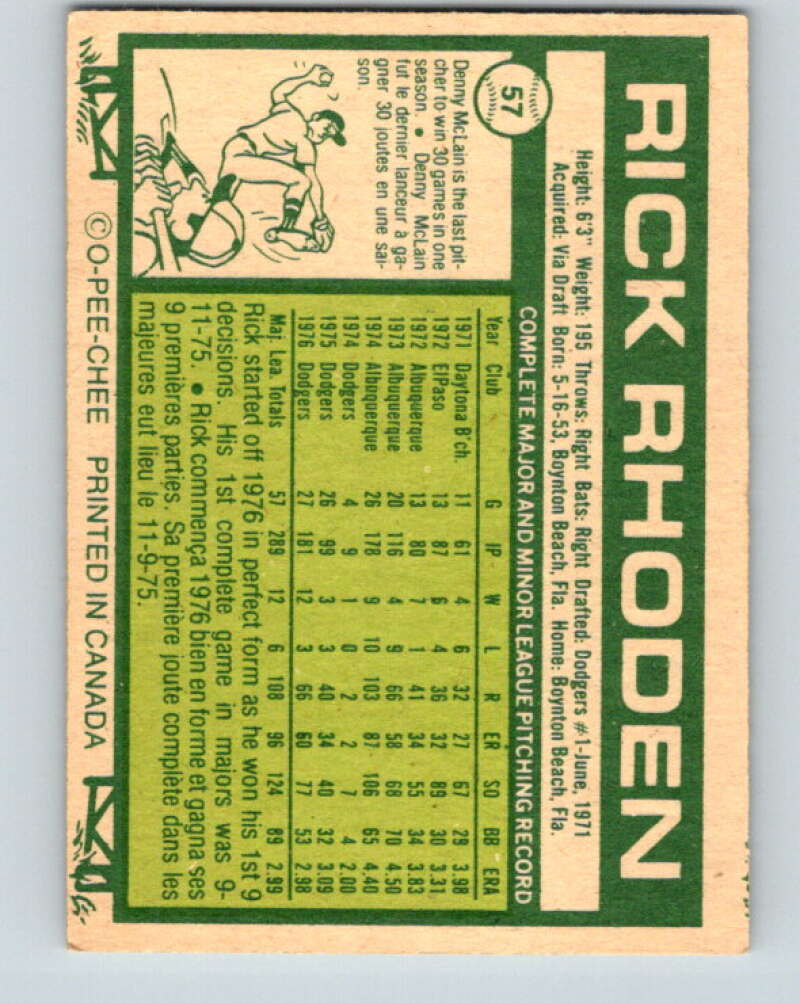 RICK RHODEN
Height: 6'3" Weight: 195 Throws: Right Bats: Right Drafted: Dodgers #1-June, 1971
Acquired: Via Draft Born: 5-16-53, Boynton Beach, Fla. Home: Boynton Beach, Fla.
57
COMPLETE MAJOR AND MINOR LEAGUE PITCHING RECORD
Denny McLain is the last pit-
cher to win 30 games in one
season. • Denny McLain
fut le dernier lanceur à ga-
gner 30 joutes en une sai-
son.
Year Club G IP W L R ER SO BB ERA
1971 Daytona B'ch. 11 61 4 6 32 27 67 29 3.98
1972 ElPaso 13 87 6 4 36 32 89 30 3.31
1972 Albuquerque 13 80 7 1 41 34 55 34 3.83
1973 Albuquerque 20 116 4 9 66 58 68 70 4.50
1974 Albuquerque 26 178 9 10 103 87 106 65 4.40
1974 Dodgers 4 9 1 0 2 2 7 4 2.00
1975 Dodgers 26 99 3 3 40 34 40 32 3.09
1976 Dodgers 27 181 12 3 66 60 77 53 2.98
Maj. Lea. Totals 57 289 12 6 108 96 124 89 2.99
Rick started off 1976 in perfect form as he won his 1st 9
decisions. His 1st complete game in majors was 9-
11-75. • Rick commença 1976 bien en forme et gagna ses
9 premières parties. Sa première joute complète dans les
majeures eut lieu le 11-9-75.
©O-PEE-CHEE PRINTED IN CANADA